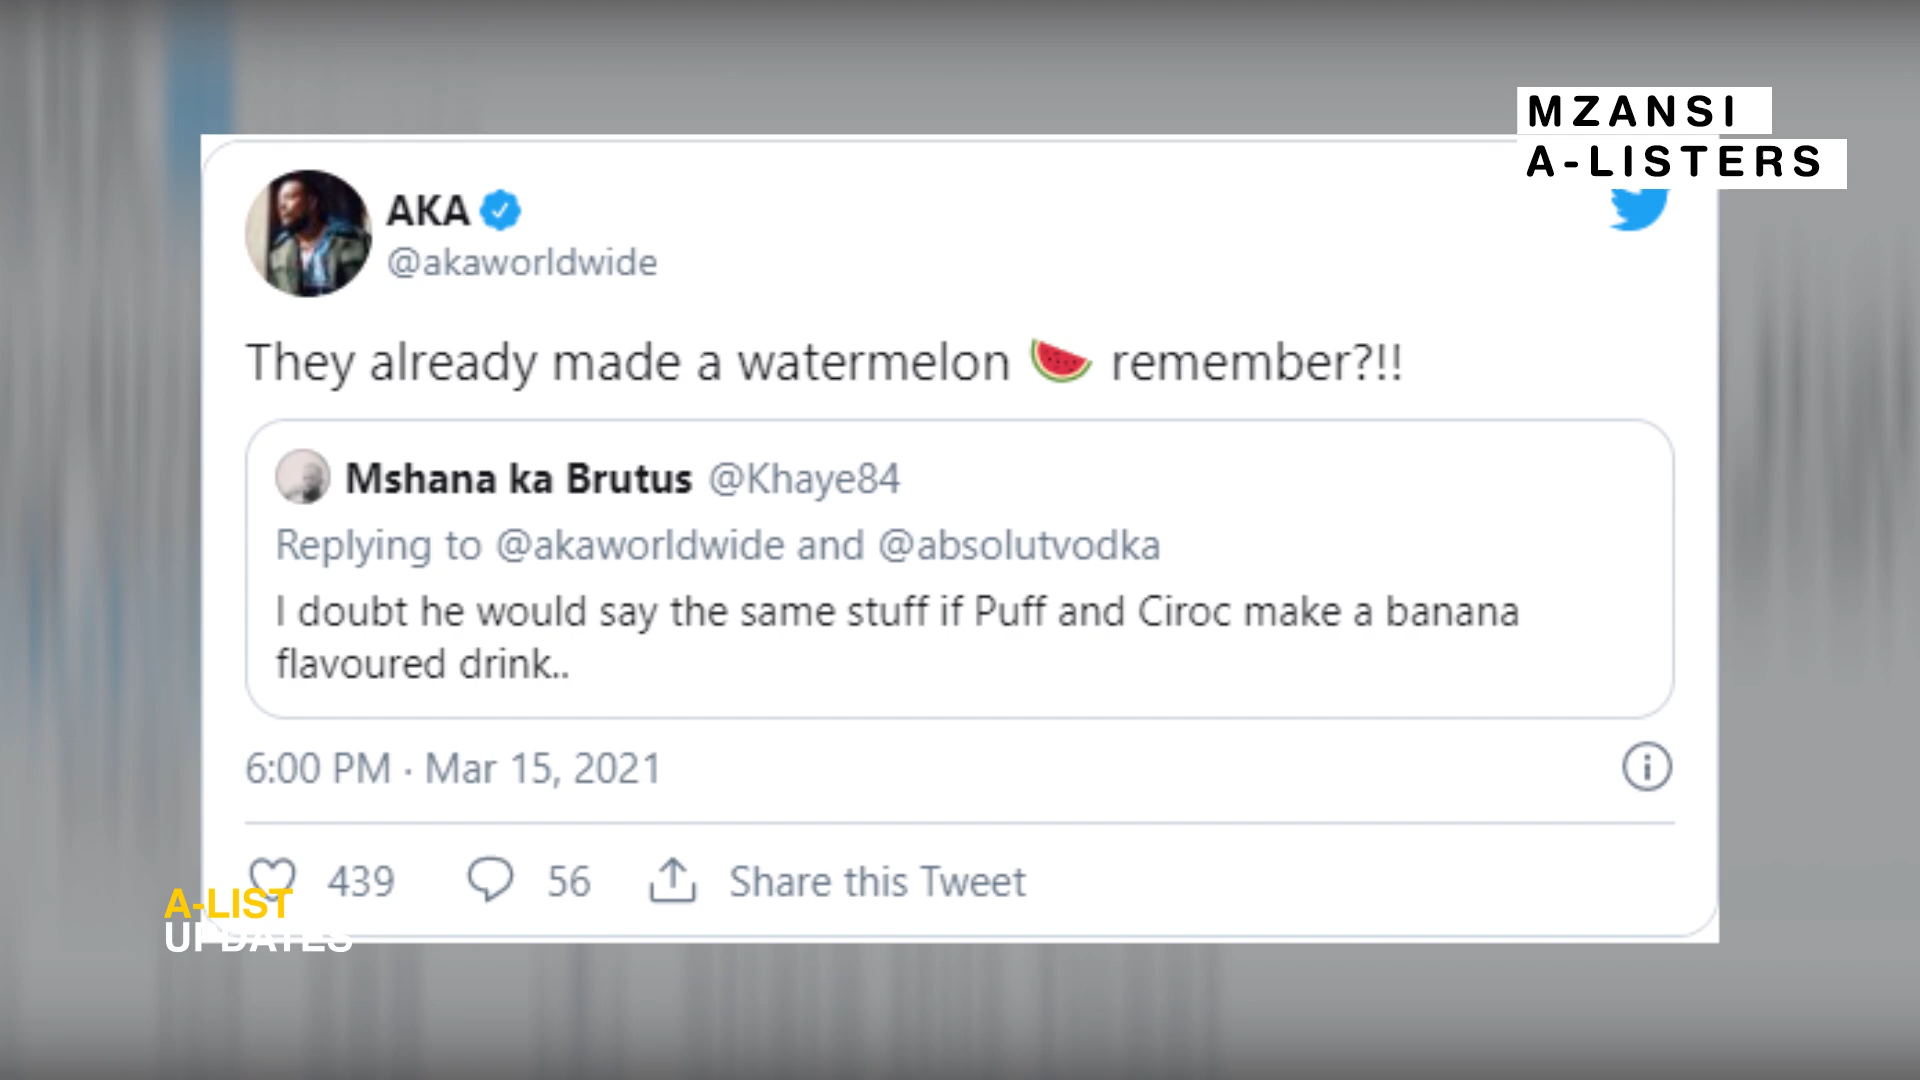 MZANSI
A-LISTERS
AKA
@akaworldwide
They already made a watermelon 🍉 remember?!!
Mshana ka Brutus @Khaye84
Replying to @akaworldwide and @absolutvodka
I doubt he would say the same stuff if Puff and Ciroc make a banana
flavoured drink..
6:00 PM · Mar 15, 2021
439 56 Share this Tweet
A-LIST
UPDATES